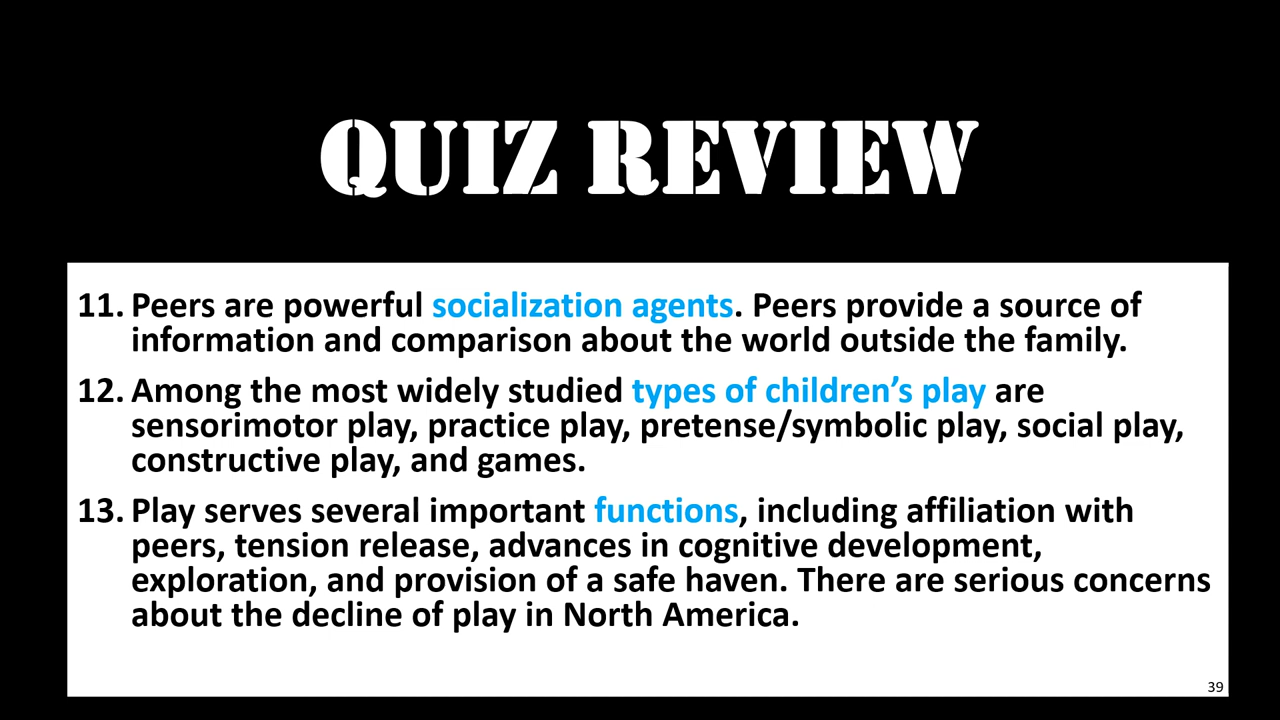 QUIZ REVIEW
11. Peers are powerful socialization agents. Peers provide a source of
information and comparison about the world outside the family.
12. Among the most widely studied types of children’s play are
sensorimotor play, practice play, pretense/symbolic play, social play,
constructive play, and games.
13. Play serves several important functions, including affiliation with
peers, tension release, advances in cognitive development,
exploration, and provision of a safe haven. There are serious concerns
about the decline of play in North America.
39